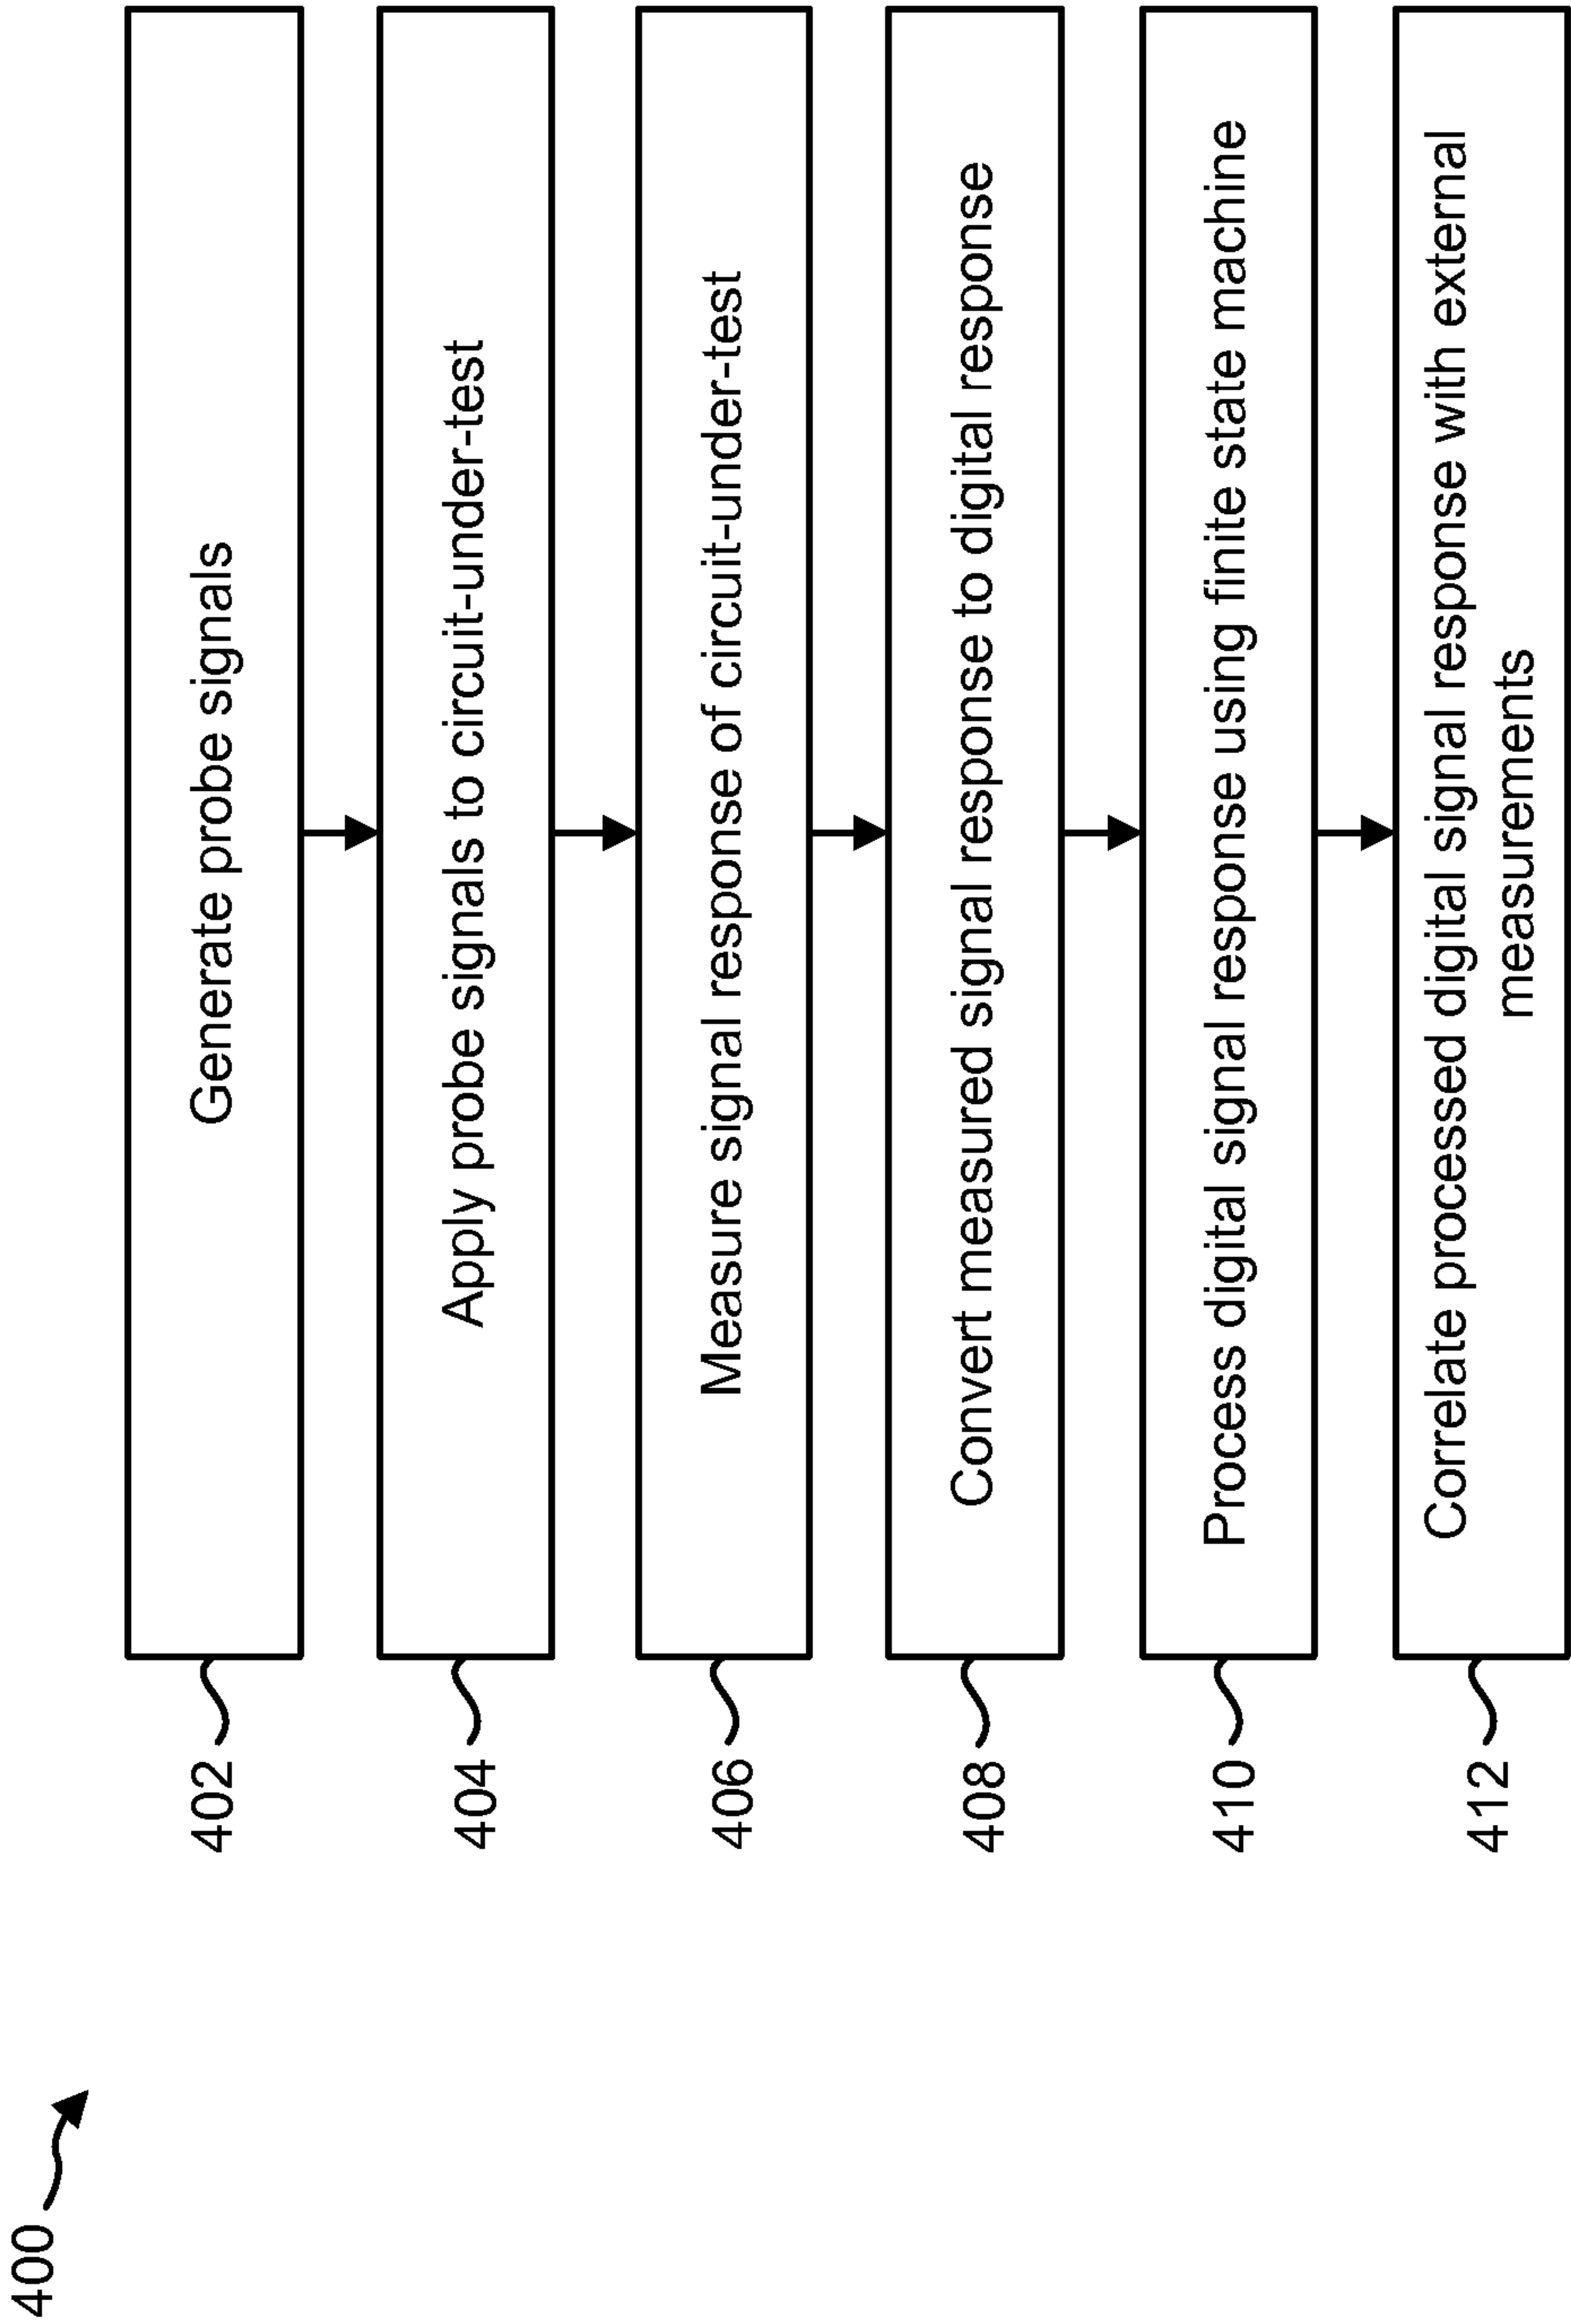 400
402
Generate probe signals
404
Apply probe signals to circuit-under-test
406
Measure signal response of circuit-under-test
408
Convert measured signal response to digital response
410
Process digital signal response using finite state machine
412
Correlate processed digital signal response with external
measurements